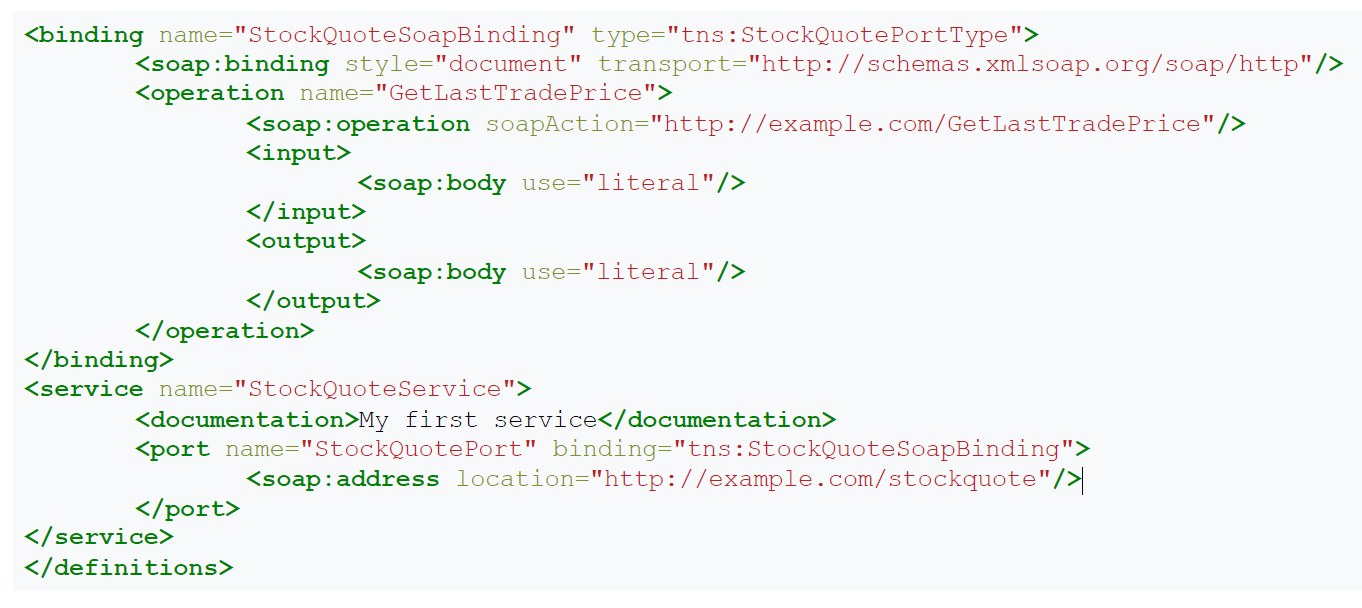 <binding name="StockQuoteSoapBinding" type="tns:StockQuotePortType">
<soap:binding style="document" transport="http://schemas.xmlsoap.org/soap/http"/>
<operation name="GetLastTradePrice">
<soap:operation soapAction="http://example.com/GetLastTradePrice"/>
<input>
<soap:body use="literal"/>
</input>
<output>
<soap:body use="literal"/>
</output>
</operation>
</binding>
<service name="StockQuoteService">
<documentation>My first service</documentation>
<port name="StockQuotePort" binding="tns:StockQuoteSoapBinding">
<soap:address location="http://example.com/stockquote"/>
</port>
</service>
</definitions>